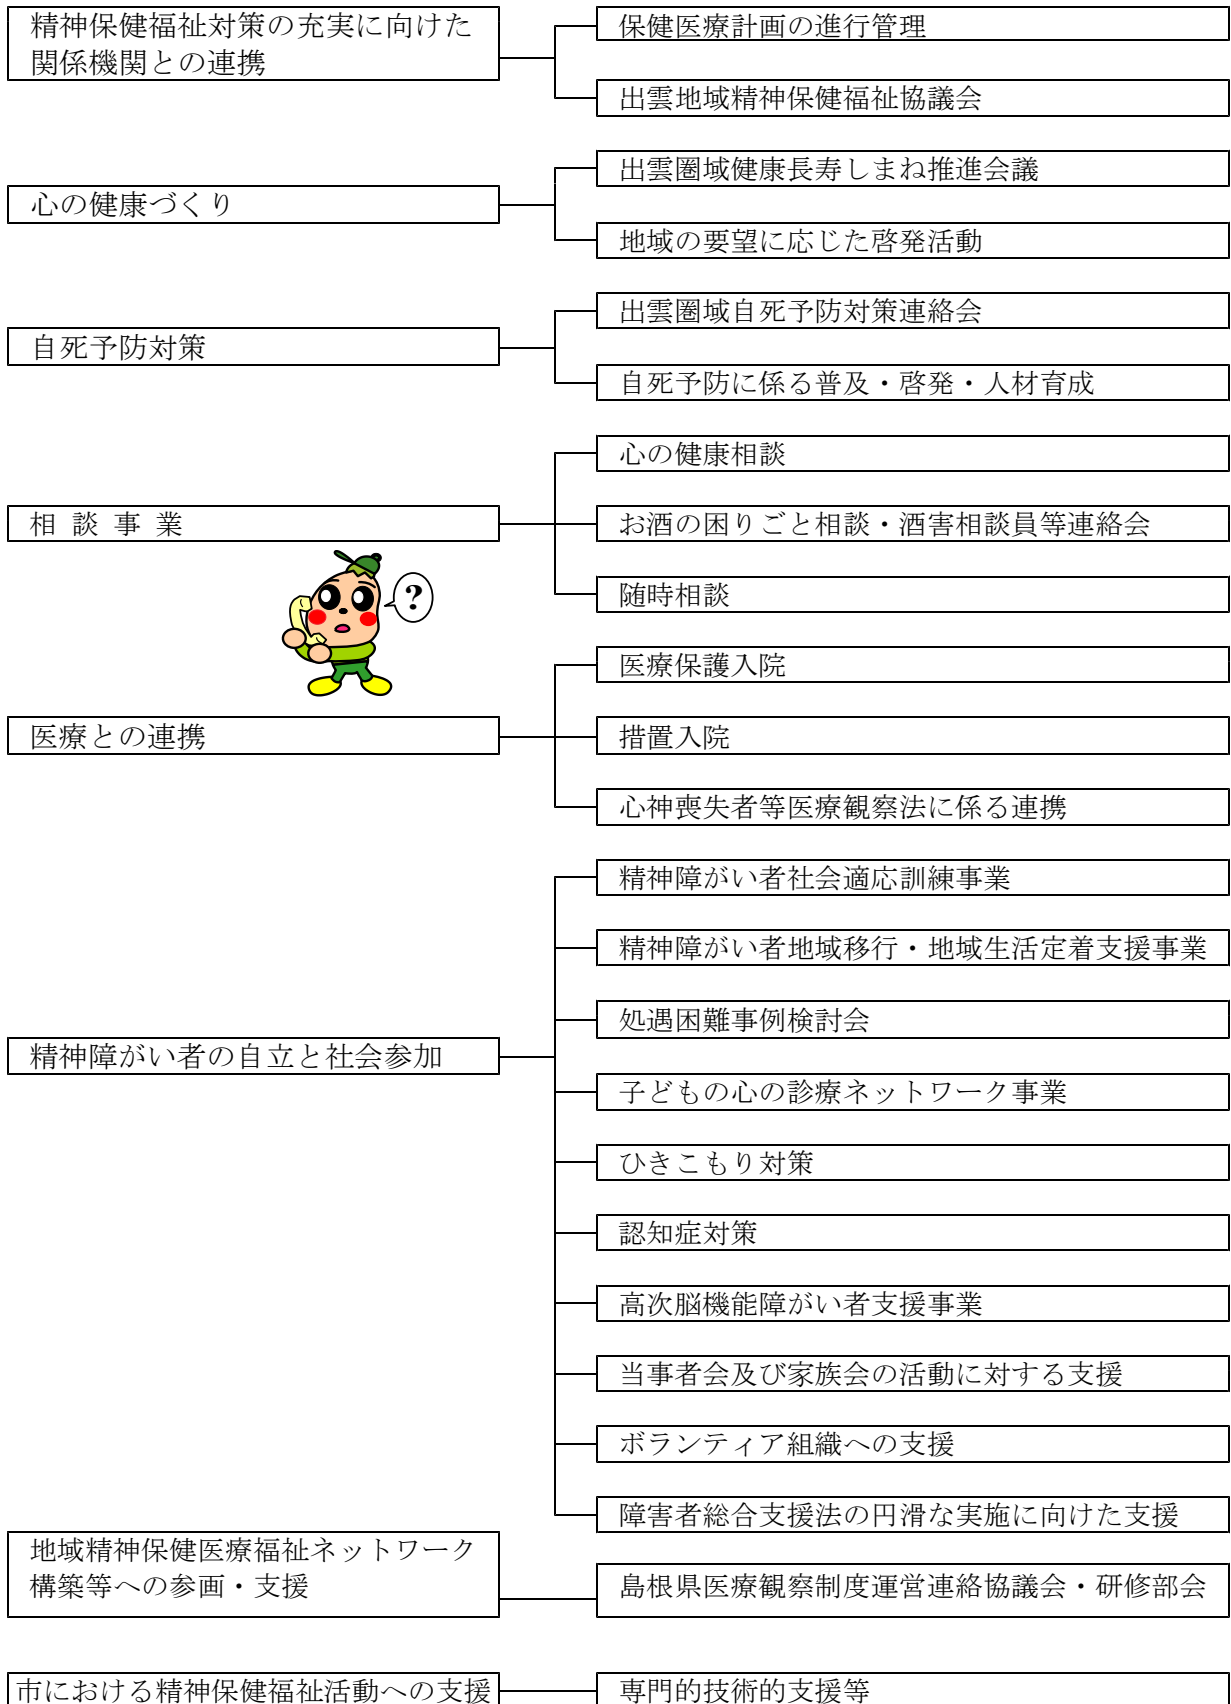 精神保健福祉対策の充実に向けた
関係機関との連携
保健医療計画の進行管理
出雲地域精神保健福祉協議会
心の健康づくり
出雲圏域健康長寿しまね推進会議
地域の要望に応じた啓発活動
自死予防対策
出雲圏域自死予防対策連絡会
自死予防に係る普及・啓発・人材育成
相 談 事 業
心の健康相談
お酒の困りごと相談・酒害相談員等連絡会
随時相談
?
医療との連携
医療保護入院
措置入院
心神喪失者等医療観察法に係る連携
精神障がい者の自立と社会参加
精神障がい者社会適応訓練事業
精神障がい者地域移行・地域生活定着支援事業
処遇困難事例検討会
子どもの心の診療ネットワーク事業
ひきこもり対策
認知症対策
高次脳機能障がい者支援事業
当事者会及び家族会の活動に対する支援
ボランティア組織への支援
障害者総合支援法の円滑な実施に向けた支援
地域精神保健医療福祉ネットワーク
構築等への参画・支援
島根県医療観察制度運営連絡協議会・研修部会
市における精神保健福祉活動への支援
専門的技術的支援等